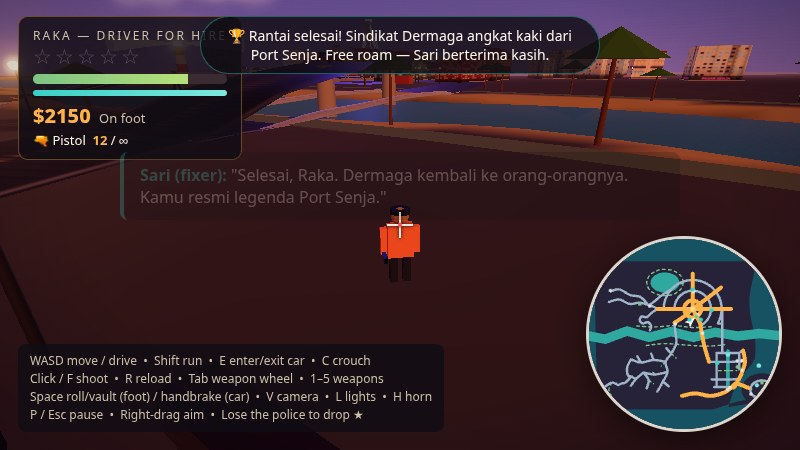 RAKA — DRIVER FOR HIRE
🏆 Rantai selesai! Sindikat Dermaga angkat kaki dari
Port Senja. Free roam — Sari berterima kasih.
☆☆☆☆☆
$2150 On foot
🔫 Pistol 12 / ∞
Sari (fixer): "Selesai, Raka. Dermaga kembali ke orang-orangnya.
Kamu resmi legenda Port Senja."
WASD move / drive • Shift run • E enter/exit car • C crouch
Click / F shoot • R reload • Tab weapon wheel • 1–5 weapons
Space roll/vault (foot) / handbrake (car) • V camera • L lights • H horn
P / Esc pause • Right-drag aim • Lose the police to drop ★